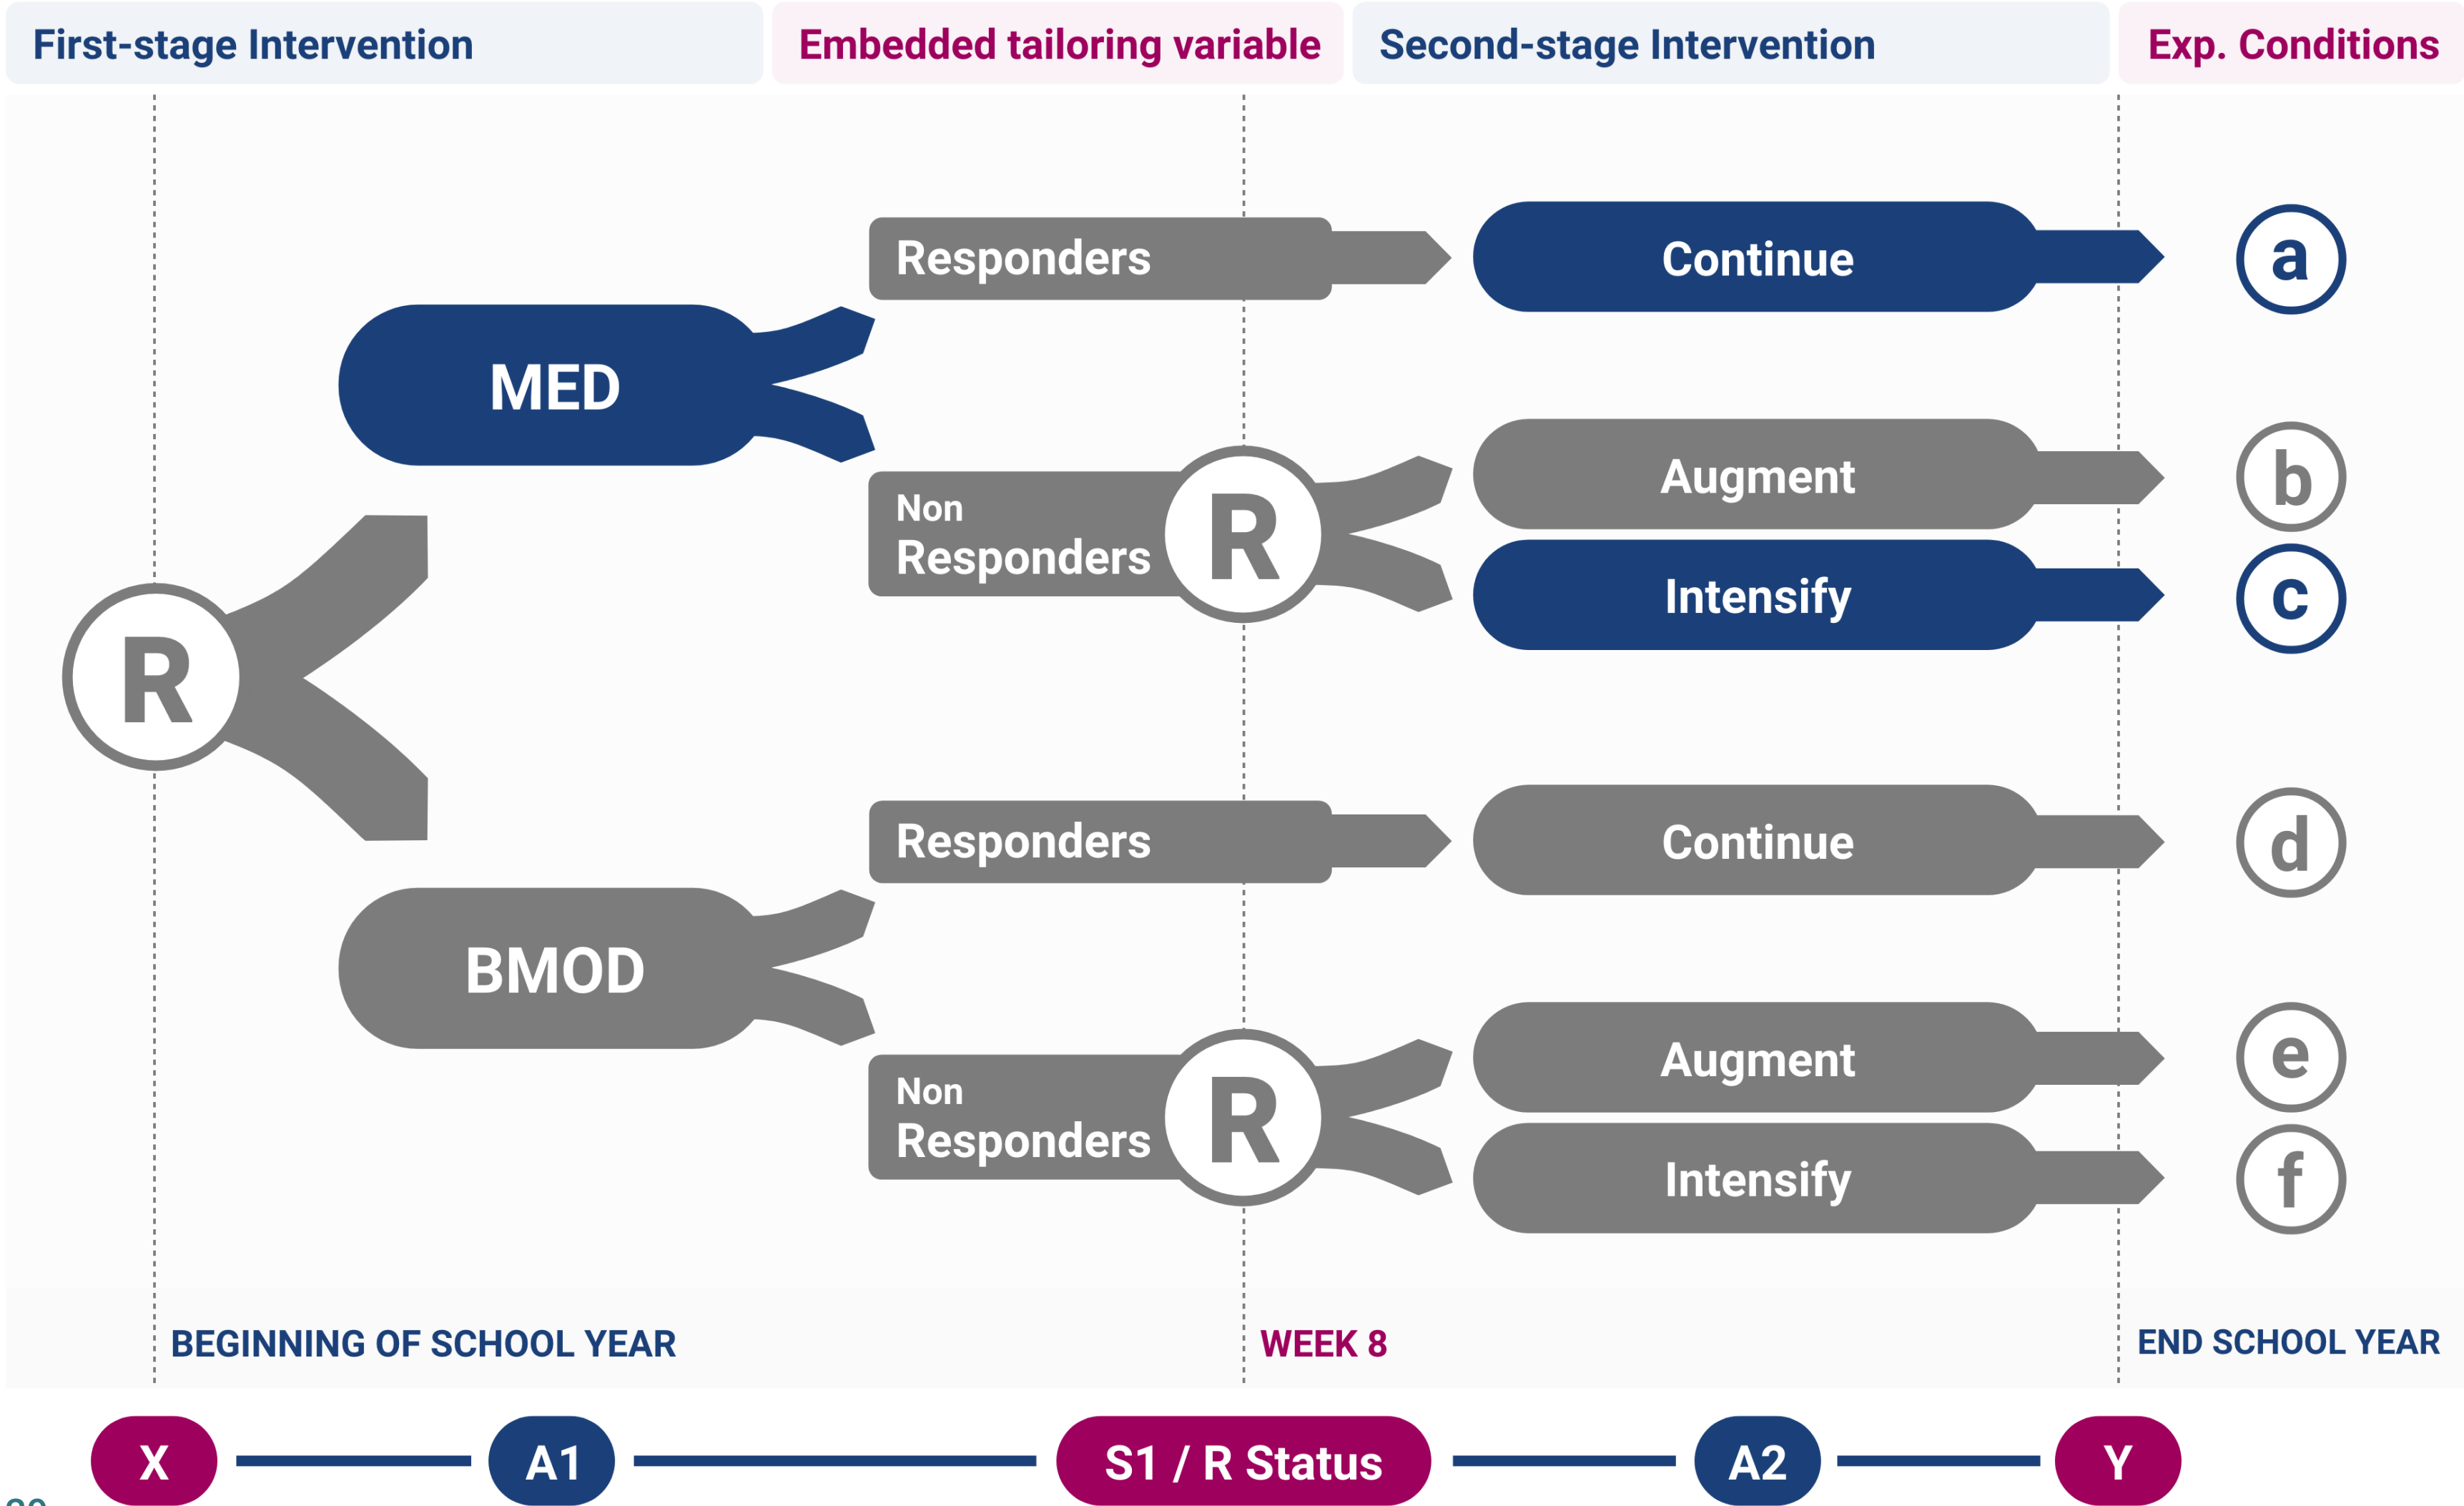 First-stage Intervention
Embedded tailoring variable
Second-stage Intervention
Exp. Conditions
Responders
Continue
a
MED
Augment
b
Non
Responders
R
Intensify
c
R
Responders
Continue
d
BMOD
Augment
e
Non
Responders
R
Intensify
f
BEGINNING OF SCHOOL YEAR
WEEK 8
END SCHOOL YEAR
X
A1
S1 / R Status
A2
Y